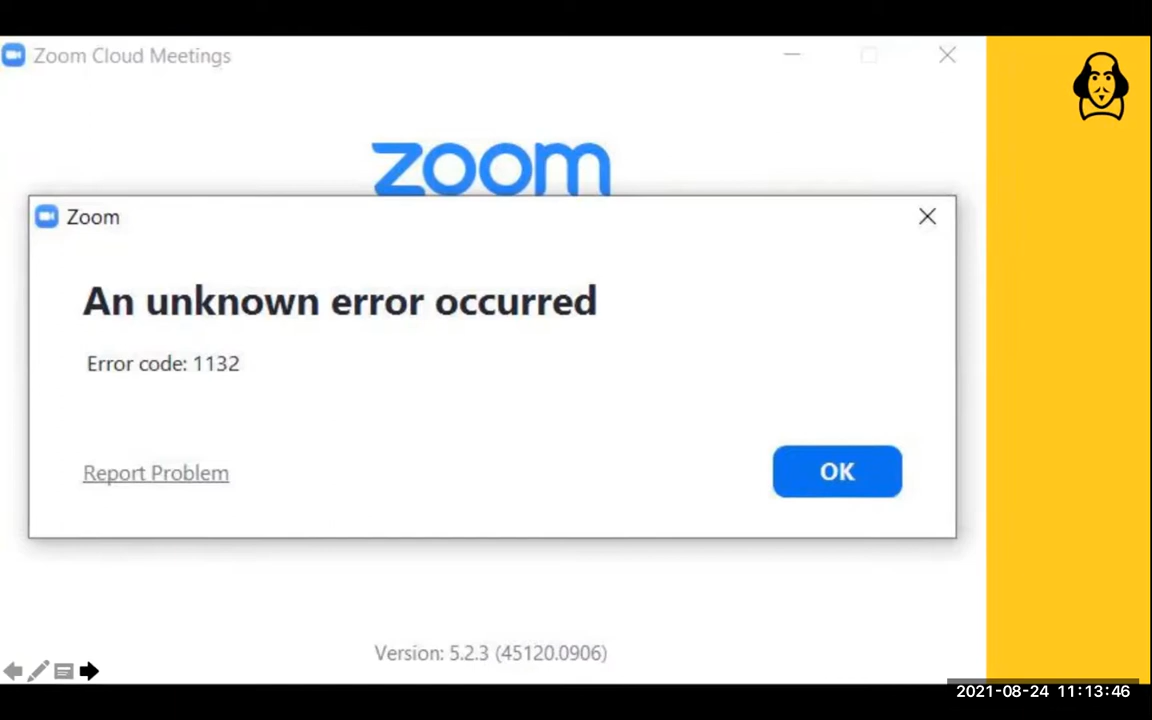 Zoom Cloud Meetings
zoom
Zoom
An unknown error occurred
Error code: 1132
Report Problem
OK
Version: 5.2.3 (45120.0906)
2021-08-24 11:13:46